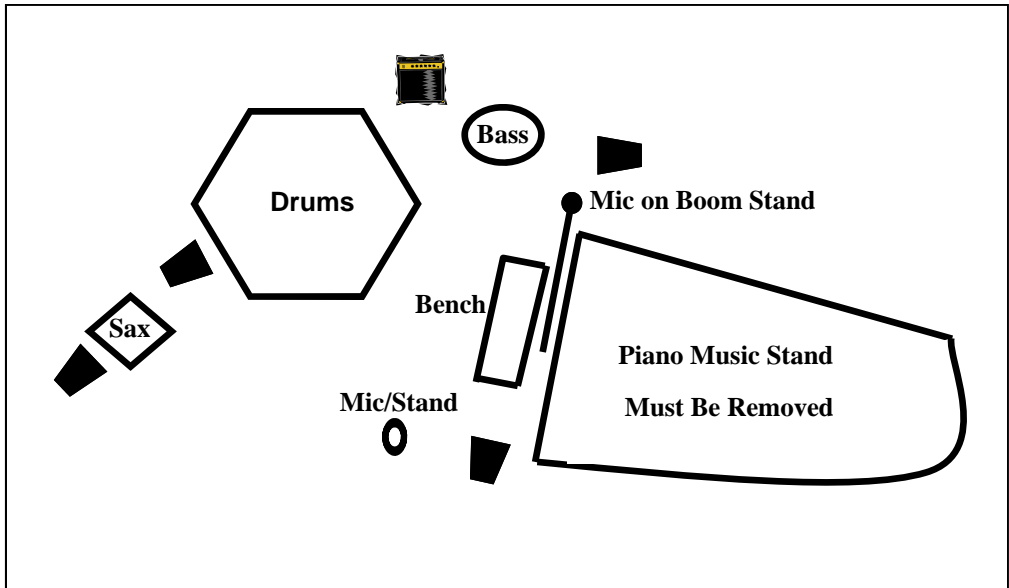 Bass
Drums
Mic on Boom Stand
Bench
Sax
Piano Music Stand
Must Be Removed
Mic/Stand